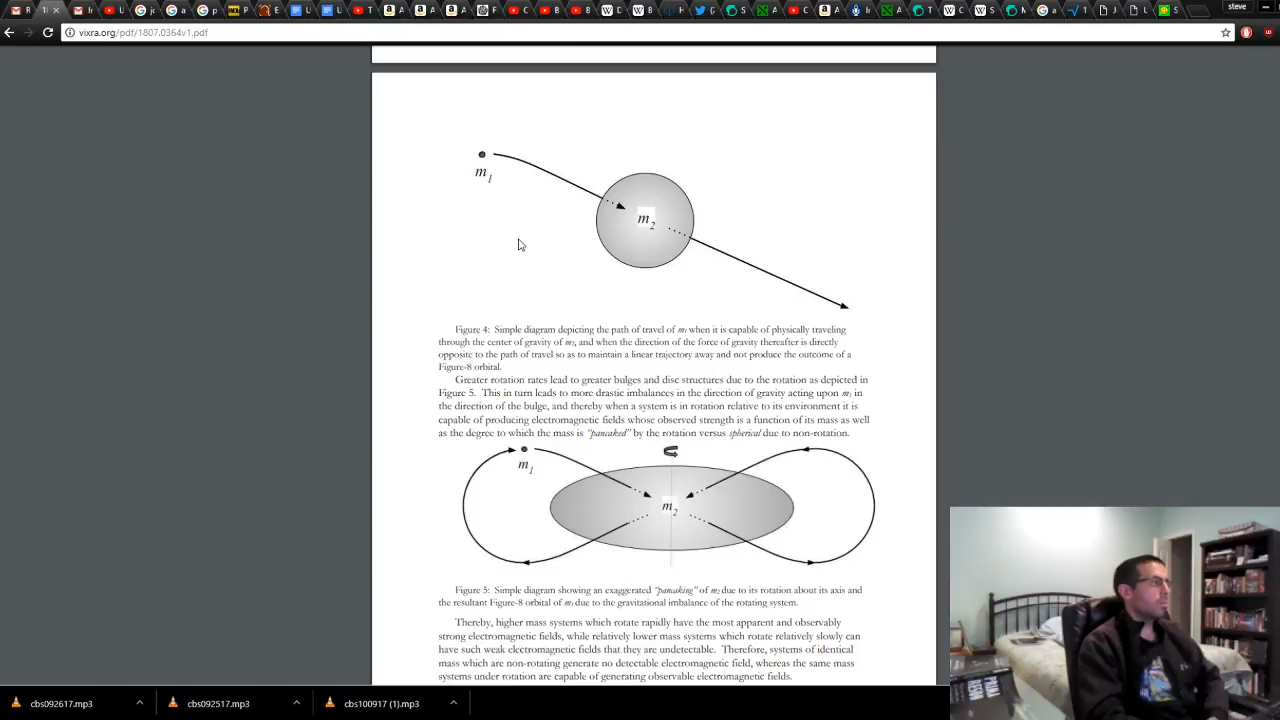 steve
vixra.org/pdf/1807.0364v1.pdf
m1
m2
Figure 4: Simple diagram depicting the path of travel of m1 when it is capable of physically traveling
through the center of gravity of m2, and when the direction of the force of gravity thereafter is directly
opposite to the path of travel so as to maintain a linear trajectory away and not produce the outcome of a
Figure-8 orbital.
Greater rotation rates lead to greater bulges and disc structures due to the rotation as depicted in
Figure 5. This in turn leads to more drastic imbalances in the direction of gravity acting upon m1 in
the direction of the bulge, and thereby when a system is in rotation relative to its environment it is
capable of producing electromagnetic fields whose observed strength is a function of its mass as well
as the degree to which the mass is "pancaked" by the rotation versus spherical due to non-rotation.
m1
m2
Figure 5: Simple diagram showing an exaggerated "pancaking" of m2 due to its rotation about its axis and
the resultant Figure-8 orbital of m1 due to the gravitational imbalance of the rotating system.
Thereby, higher mass systems which rotate rapidly have the most apparent and observably
strong electromagnetic fields, while relatively lower mass systems which rotate relatively slowly can
have such weak electromagnetic fields that they are undetectable. Therefore, systems of identical
mass which are non-rotating generate no detectable electromagnetic field, whereas the same mass
systems under rotation are capable of generating observable electromagnetic fields.
cbs092617.mp3
cbs092517.mp3
cbs100917 (1).mp3